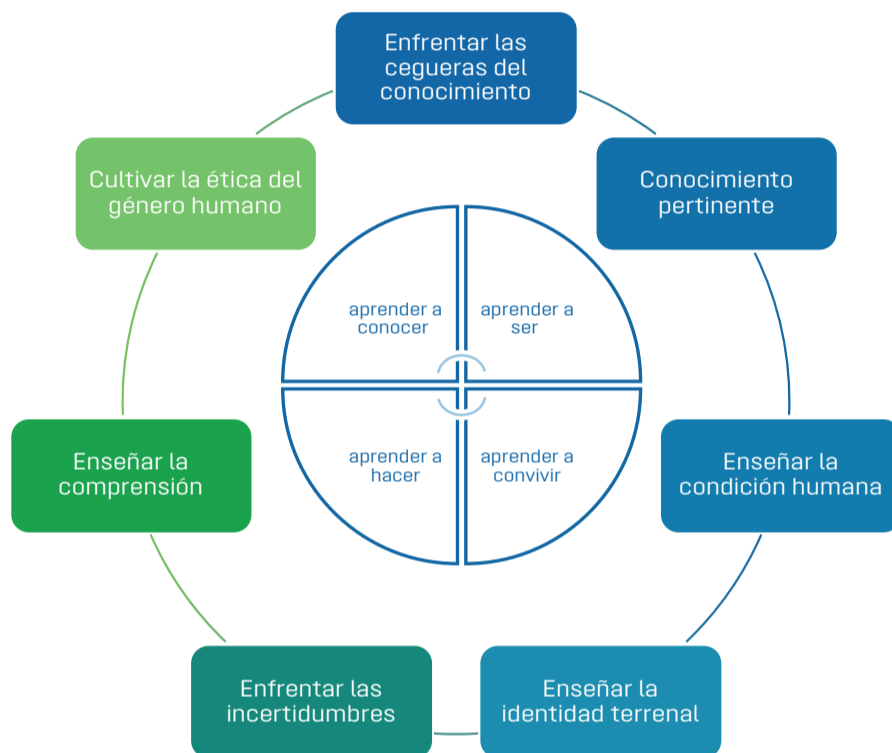 Enfrentar las
cegueras del
conocimiento
Conocimiento
pertinente
Enseñar la
condición humana
Enseñar la
identidad terrenal
Enfrentar las
incertidumbres
Enseñar la
comprensión
Cultivar la ética del
género humano
aprender a
conocer
aprender a
ser
aprender a
hacer
aprender a
convivir